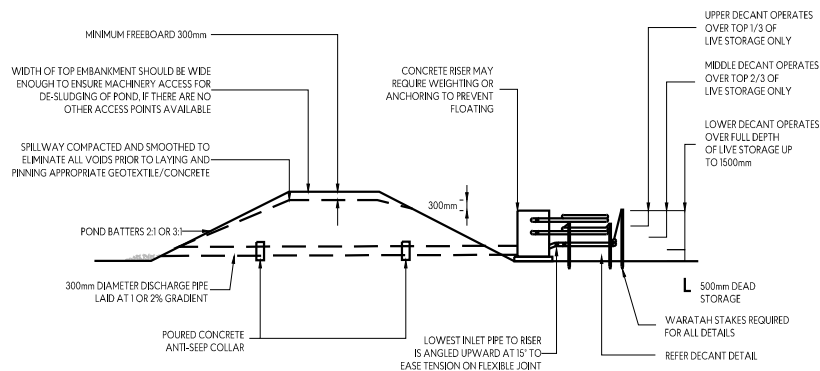 MINIMUM FREEBOARD 300mm
WIDTH OF TOP EMBANKMENT SHOULD BE WIDE
ENOUGH TO ENSURE MACHINERY ACCESS FOR
DE-SLUDGING OF POND, IF THERE ARE NO
OTHER ACCESS POINTS AVAILABLE
SPILLWAY COMPACTED AND SMOOTHED TO
ELIMINATE ALL VOIDS PRIOR TO LAYING AND
PINNING APPROPRIATE GEOTEXTILE/CONCRETE
POND BATTERS 2:1 OR 3:1
300mm DIAMETER DISCHARGE PIPE
LAID AT 1 OR 2% GRADIENT
POURED CONCRETE
ANTI-SEEP COLLAR
CONCRETE RISER MAY
REQUIRE WEIGHTING OR
ANCHORING TO PREVENT
FLOATING
300mm
LOWEST INLET PIPE TO RISER
IS ANGLED UPWARD AT 15° TO
EASE TENSION ON FLEXIBLE JOINT
UPPER DECANT OPERATES
OVER TOP 1/3 OF
LIVE STORAGE ONLY
MIDDLE DECANT OPERATES
OVER TOP 2/3 OF
LIVE STORAGE ONLY
LOWER DECANT OPERATES
OVER FULL DEPTH
OF LIVE STORAGE UP
TO 1500mm
500mm DEAD
STORAGE
WARATAH STAKES REQUIRED
FOR ALL DETAILS
REFER DECANT DETAIL